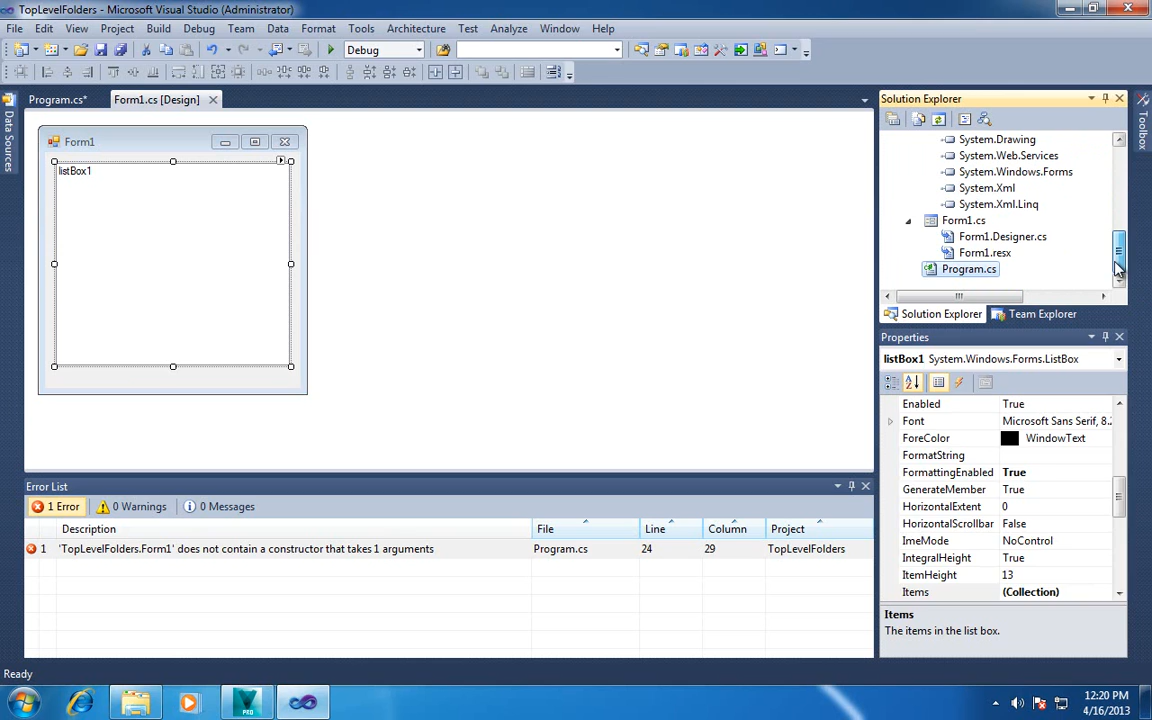 TopLevelFolders - Microsoft Visual Studio (Administrator)
File Edit View Project Build Debug Team Data Format Tools Architecture Test Analyze Window Help
Debug
Program.cs* Form1.cs [Design]
Data Sources
Form1
listBox1
Solution Explorer
System.Drawing
System.Web.Services
System.Windows.Forms
System.Xml
System.Xml.Linq
Form1.cs
Form1.Designer.cs
Form1.resx
Program.cs
Solution Explorer Team Explorer
Toolbox
Properties
listBox1 System.Windows.Forms.ListBox
Enabled True
Font Microsoft Sans Serif, 8.2
ForeColor WindowText
FormatString
FormattingEnabled True
GenerateMember True
HorizontalExtent 0
HorizontalScrollbar False
ImeMode NoControl
IntegralHeight True
ItemHeight 13
Items (Collection)
Items
The items in the list box.
Error List
1 Error 0 Warnings 0 Messages
Description File Line Column Project
1 'TopLevelFolders.Form1' does not contain a constructor that takes 1 arguments Program.cs 24 29 TopLevelFolders
Ready
PRO
12:20 PM
4/16/2013